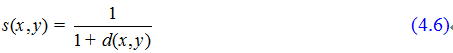 s(x,y) = 1 / (1 + d(x,y)) (4.6)